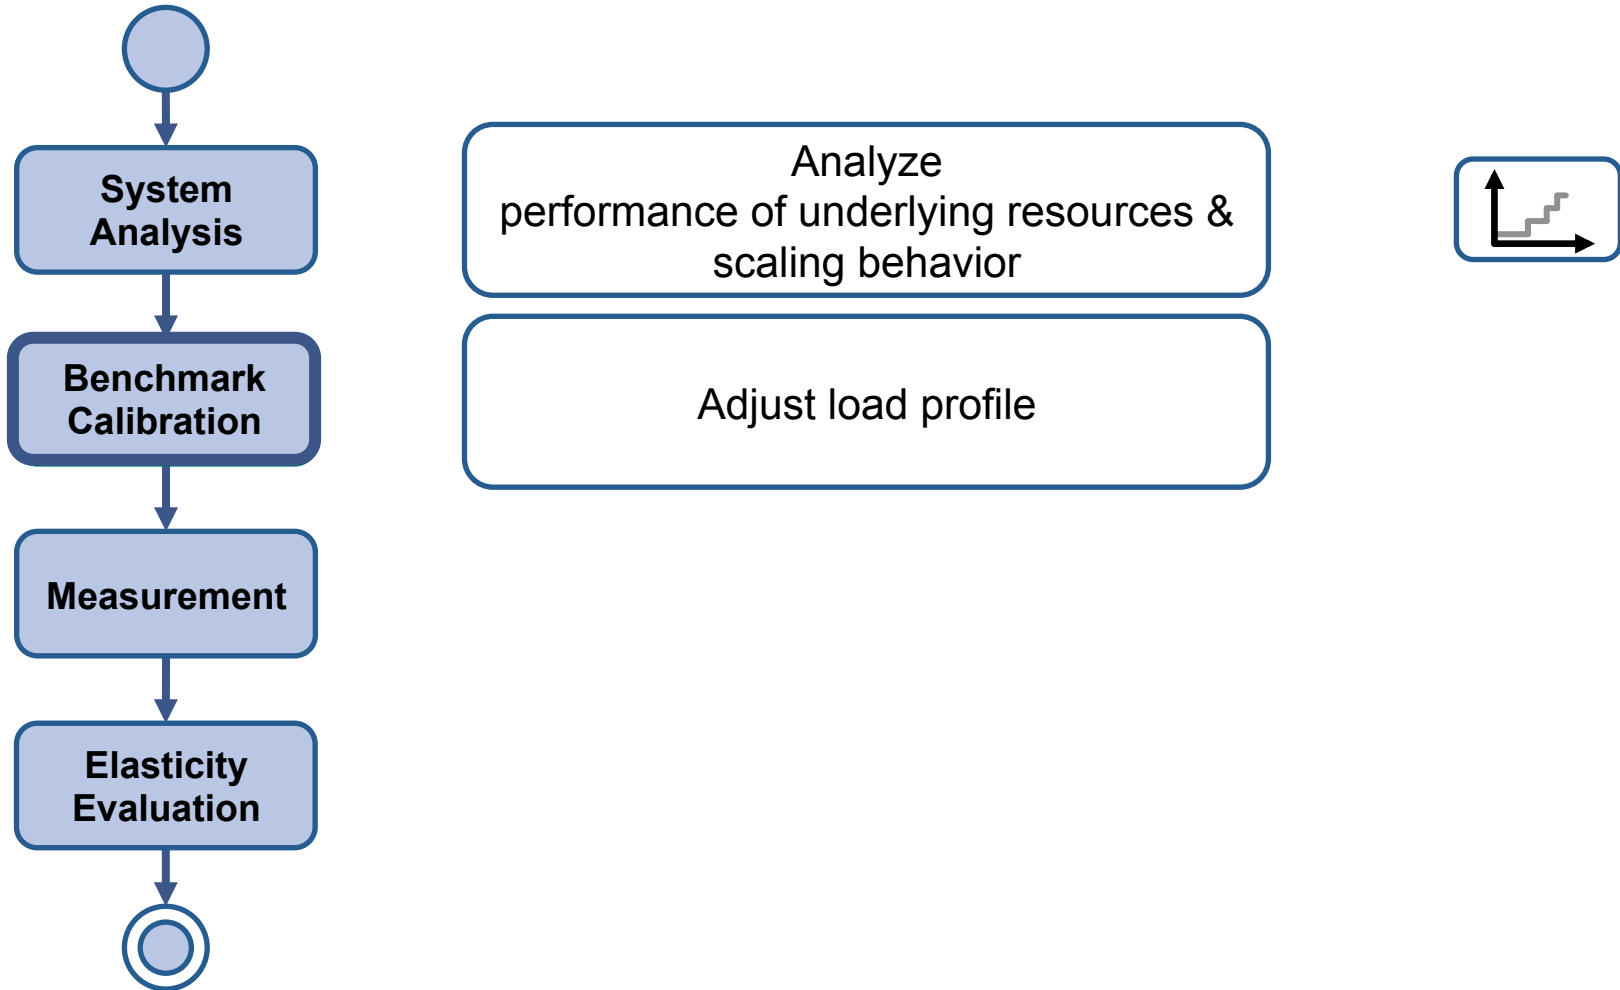 System
Analysis
Analyze
performance of underlying resources &
scaling behavior
Benchmark
Calibration
Adjust load profile
Measurement
Elasticity
Evaluation